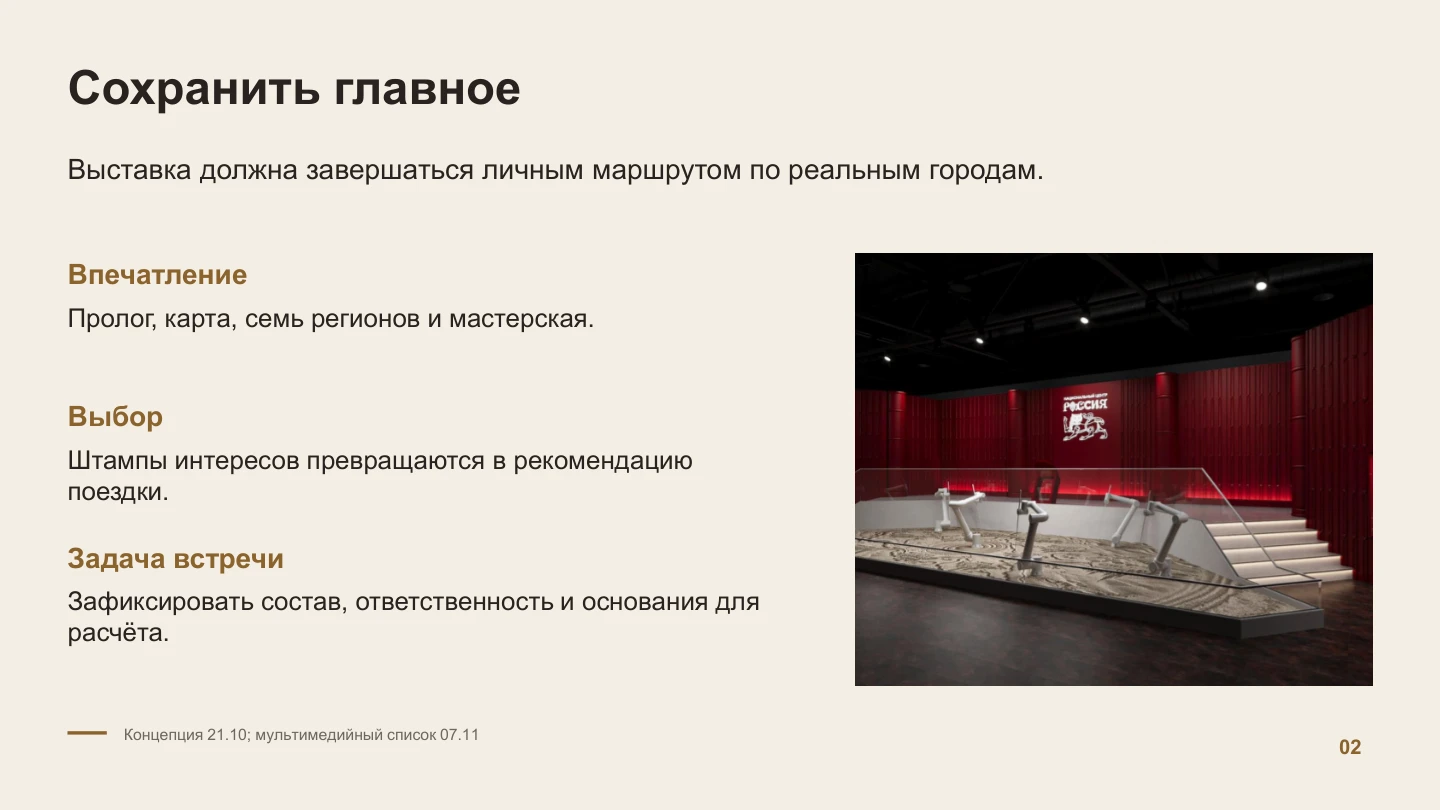 Сохранить главное
Выставка должна завершаться личным маршрутом по реальным городам.
Впечатление
Пролог, карта, семь регионов и мастерская.
Выбор
Штампы интересов превращаются в рекомендацию
поездки.
Задача встречи
Зафиксировать состав, ответственность и основания для
расчёта.
НАЦИОНАЛЬНЫЙ ЦЕНТР
РОССИЯ
Концепция 21.10; мультимедийный список 07.11
02